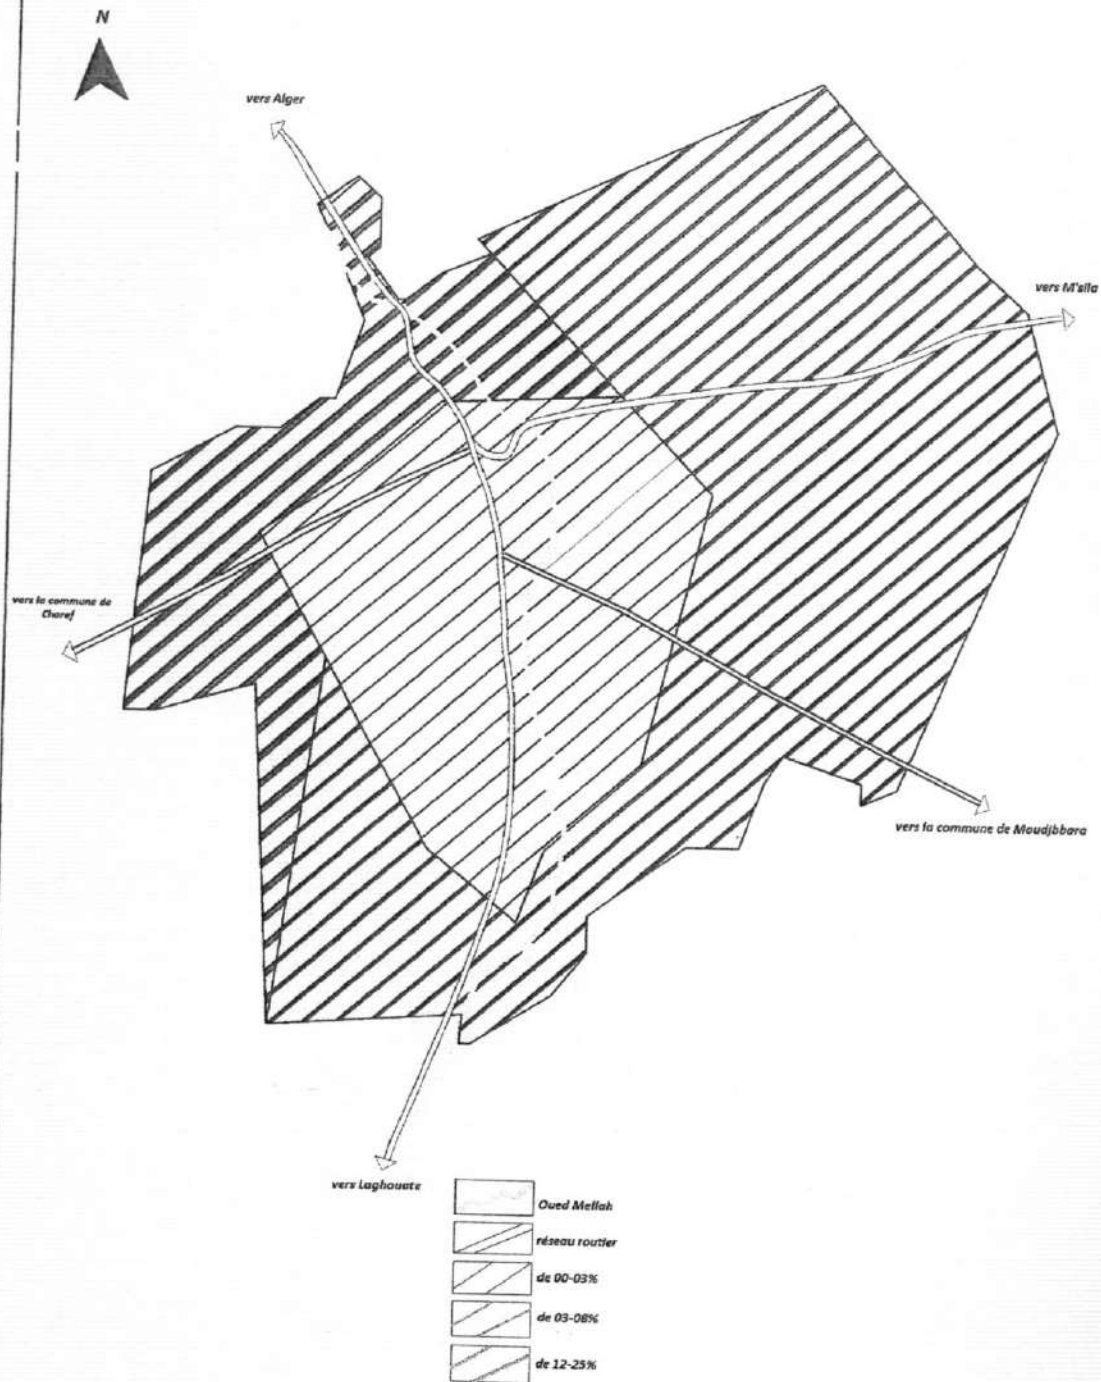 N
vers Alger
vers M'sila
vers la commune de
Charef
vers la commune de Moudjbbara
vers Laghouate
Oued Mellah
réseau routier
de 00-03%
de 03-08%
de 12-25%